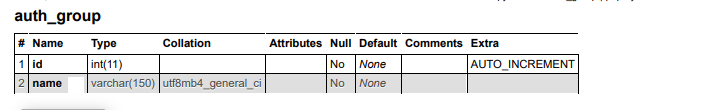 auth_group
# Name Type Collation Attributes Null Default Comments Extra
1 id int(11) No None AUTO_INCREMENT
2 name varchar(150) utf8mb4_general_ci No None